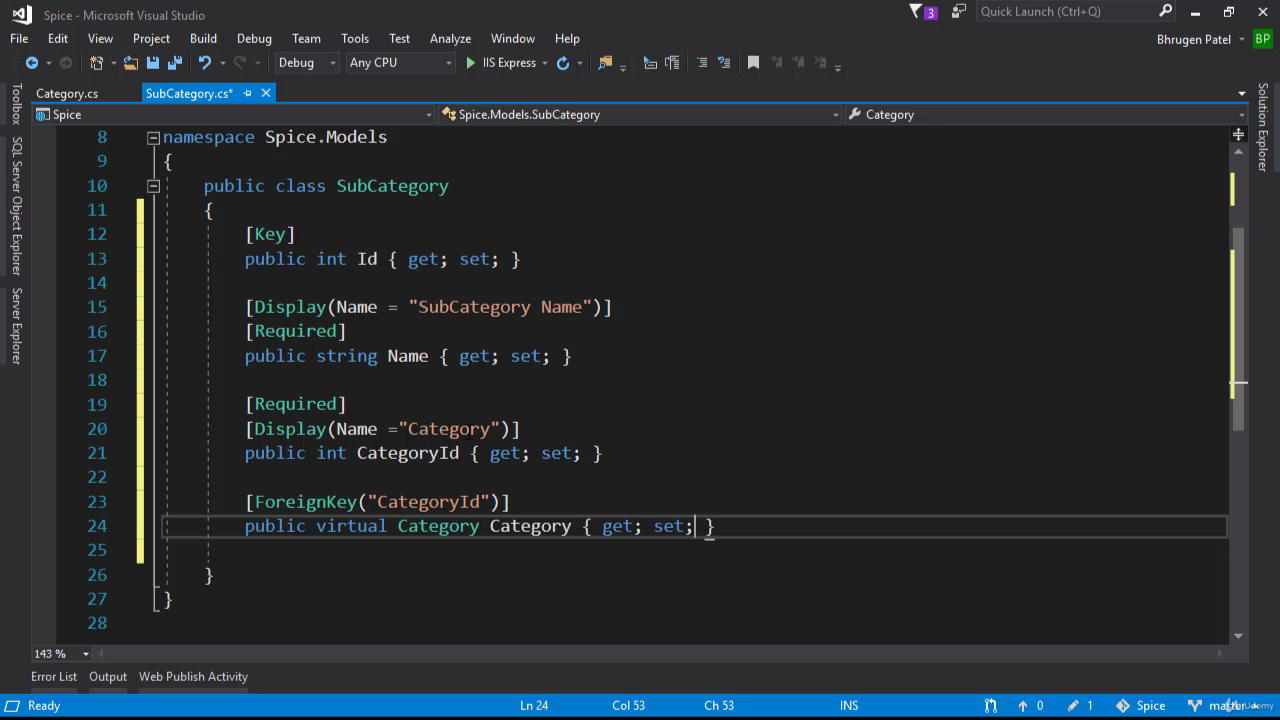 Spice - Microsoft Visual Studio
3
Quick Launch (Ctrl+Q)
File Edit View Project Build Debug Team Tools Test Analyze Window Help
Bhrugen Patel BP
Debug Any CPU IIS Express
Category.cs SubCategory.cs*
Spice Spice.Models.SubCategory Category
Toolbox
SQL Server Object Explorer
Server Explorer
Solution Explorer
8 namespace Spice.Models
9 {
10 public class SubCategory
11 {
12 [Key]
13 public int Id { get; set; }
14
15 [Display(Name = "SubCategory Name")]
16 [Required]
17 public string Name { get; set; }
18
19 [Required]
20 [Display(Name ="Category")]
21 public int CategoryId { get; set; }
22
23 [ForeignKey("CategoryId")]
24 public virtual Category Category { get; set; }
25
26 }
27 }
28
143 %
Error List Output Web Publish Activity
Ready Ln 24 Col 53 Ch 53 INS 0 1 Spice master
Udemy